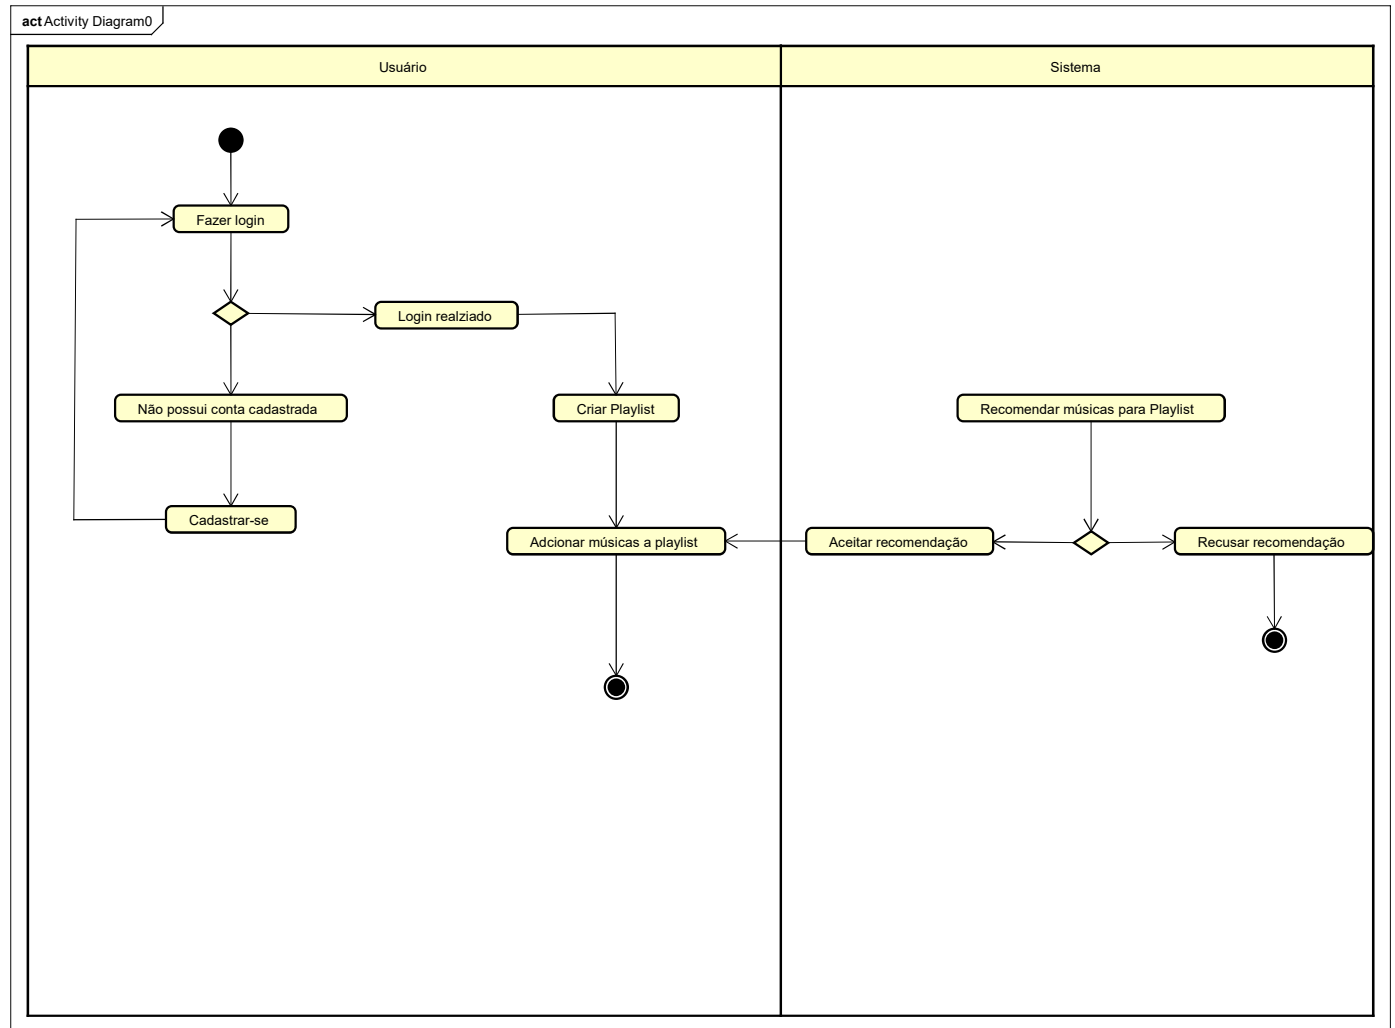 act Activity Diagram0
Usuário
Sistema
Fazer login
Login realziado
Não possui conta cadastrada
Criar Playlist
Recomendar músicas para Playlist
Cadastrar-se
Adcionar músicas a playlist
Aceitar recomendação
Recusar recomendação